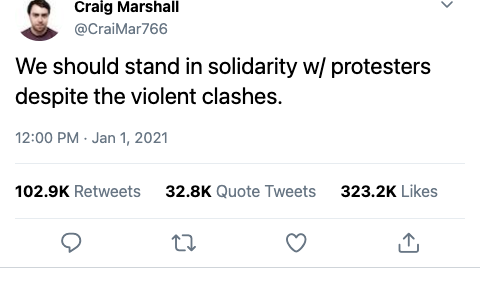 Craig Marshall
@CraiMar766
We should stand in solidarity w/ protesters
despite the violent clashes.
12:00 PM · Jan 1, 2021
102.9K Retweets 32.8K Quote Tweets 323.2K Likes